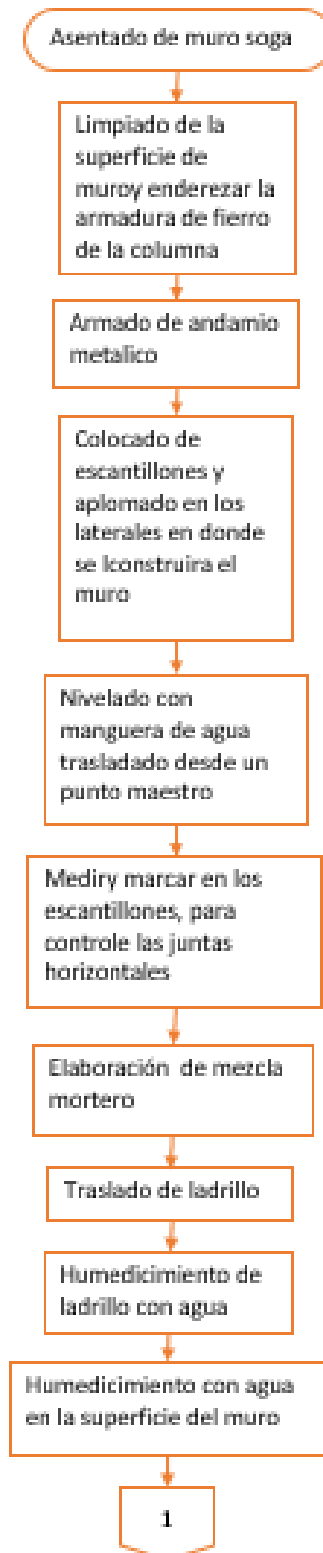 Asentado de muro soga
Limpiado de la
superficie de
muroy enderezar la
armadura de fierro
de la columna
Armado de andamio
metalico
Colocado de
escantillones y
aplomado en los
laterales en donde
se lconstruira el
muro
Nivelado con
manguera de agua
trasladado desde un
punto maestro
Mediry marcar en los
escantillones, para
controle las juntas
horizontales
Elaboración de mezcla
mortero
Traslado de ladrillo
Humedicimiento de
ladrillo con agua
Humedicimiento con agua
en la superficie del muro
1